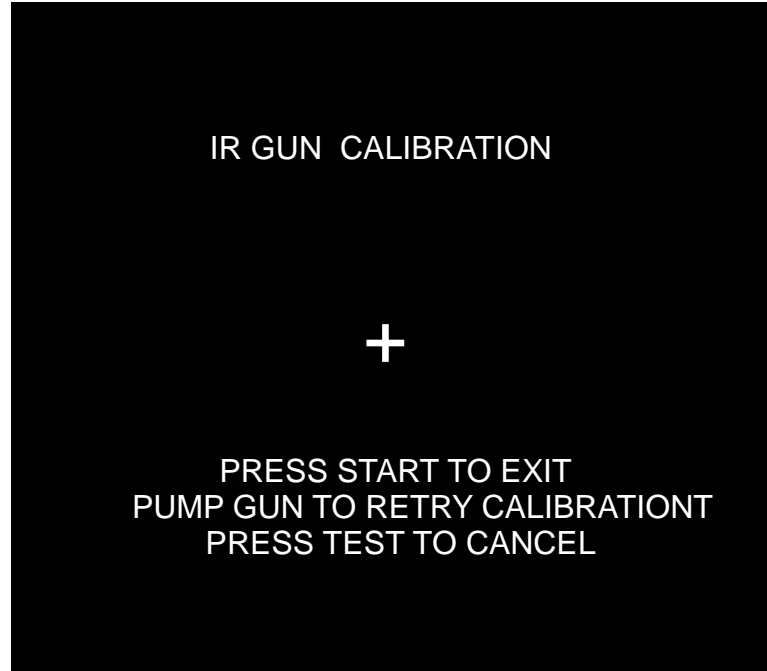 IR GUN  CALIBRATION
PRESS START TO EXIT
PUMP GUN TO RETRY CALIBRATIONT
PRESS TEST TO CANCEL